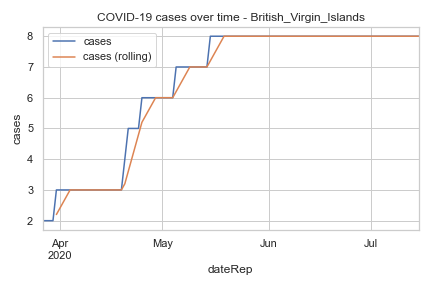 COVID-19 cases over time - British_Virgin_Islands
cases
cases (rolling)
8
7
6
5
4
3
2
cases
Apr
2020
May
Jun
Jul
dateRep